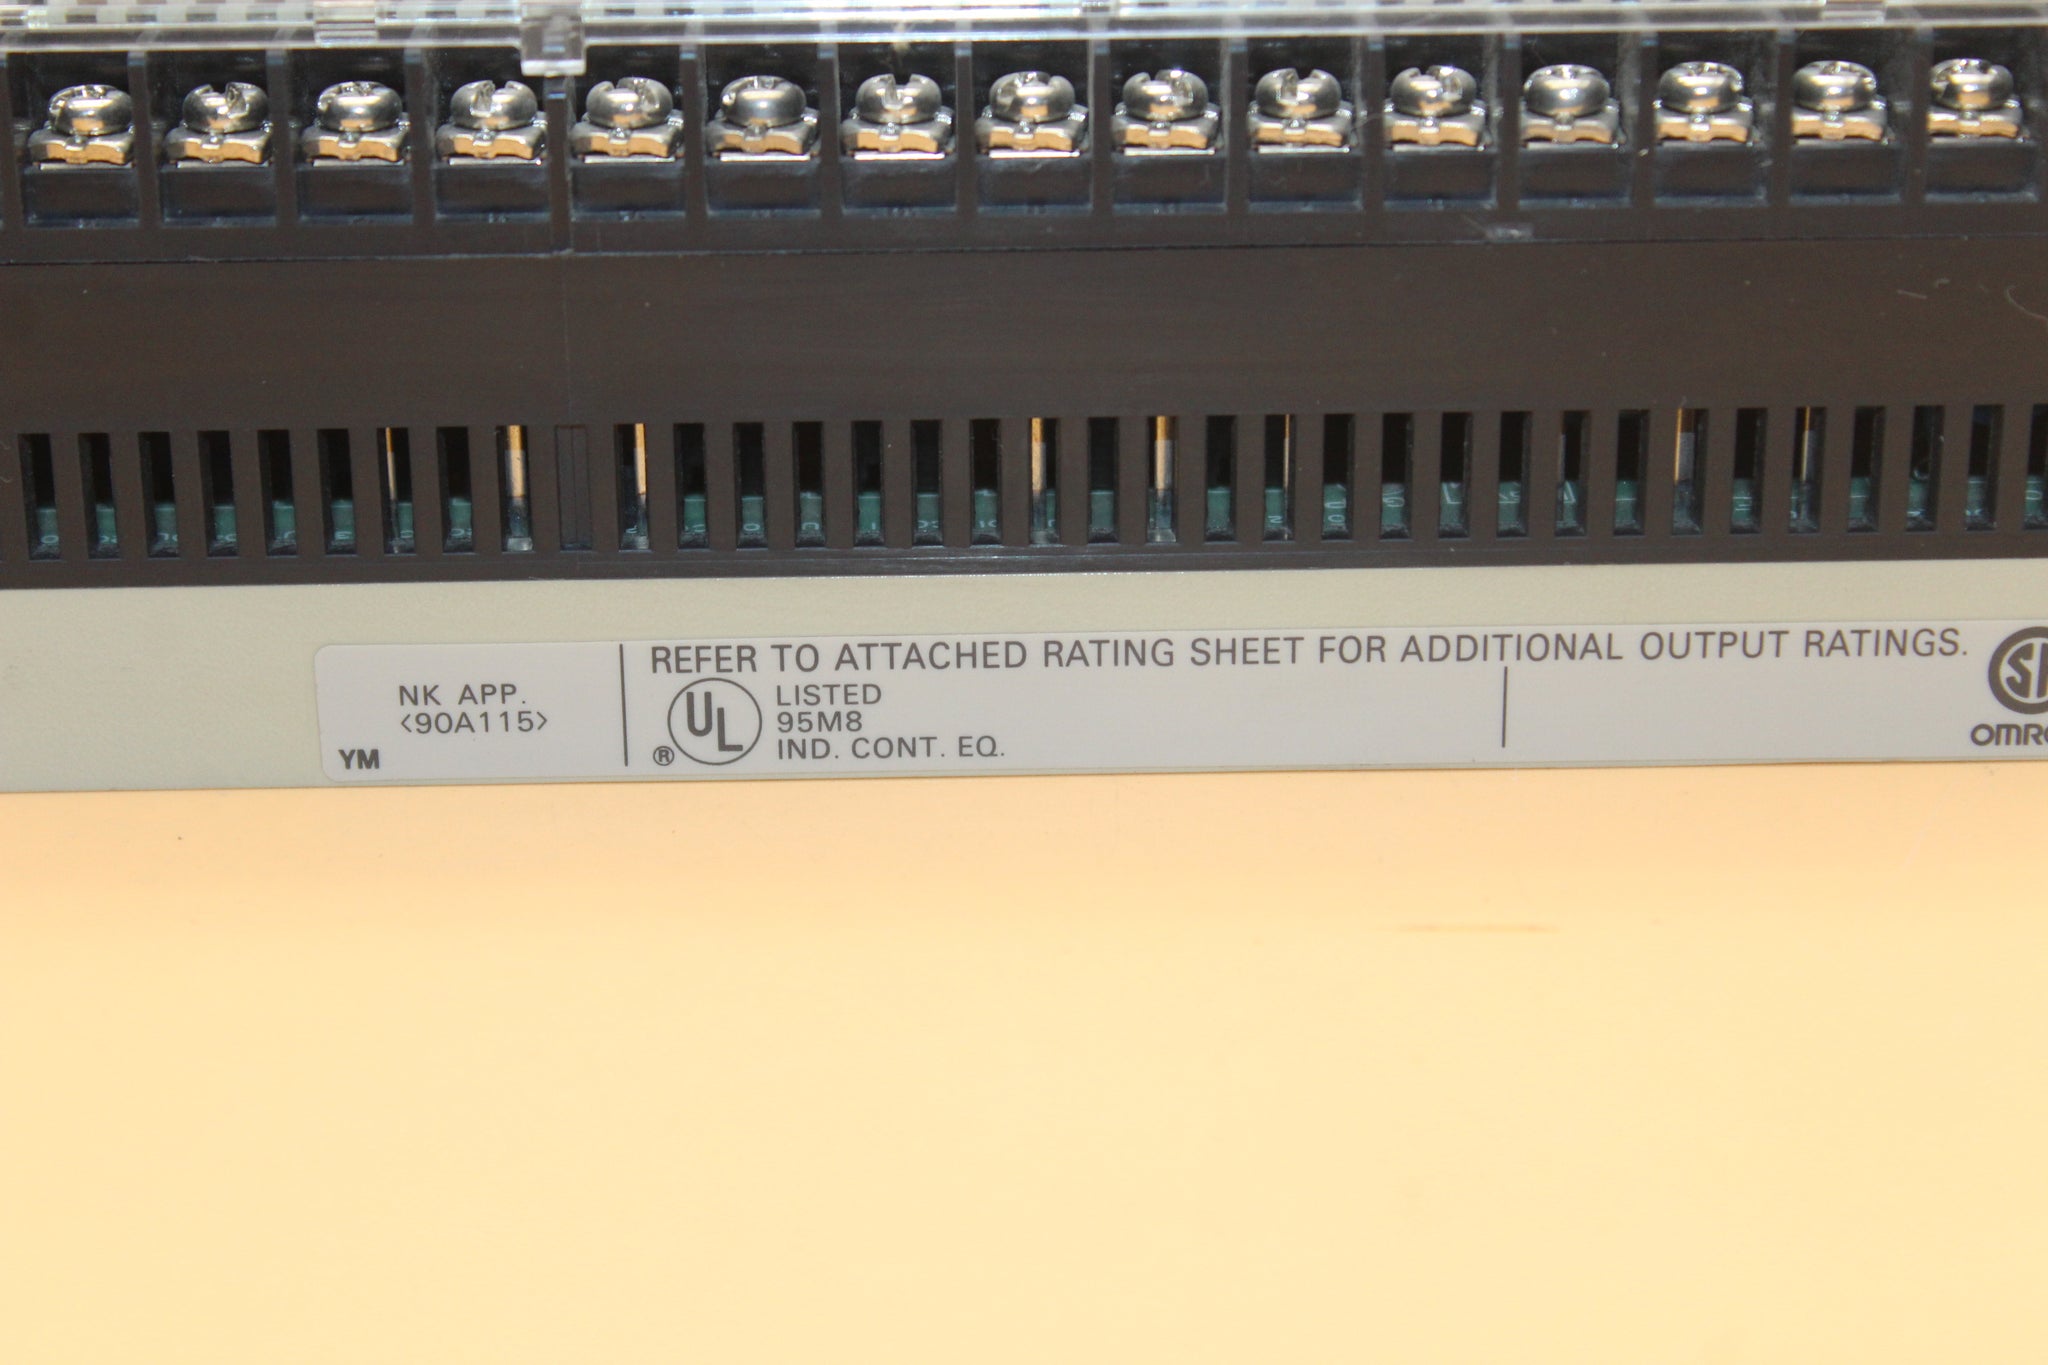 REFER TO ATTACHED RATING SHEET FOR ADDITIONAL OUTPUT RATINGS.
NK APP.
<90A115>
YM
UL
®
LISTED
95M8
IND. CONT. EQ.